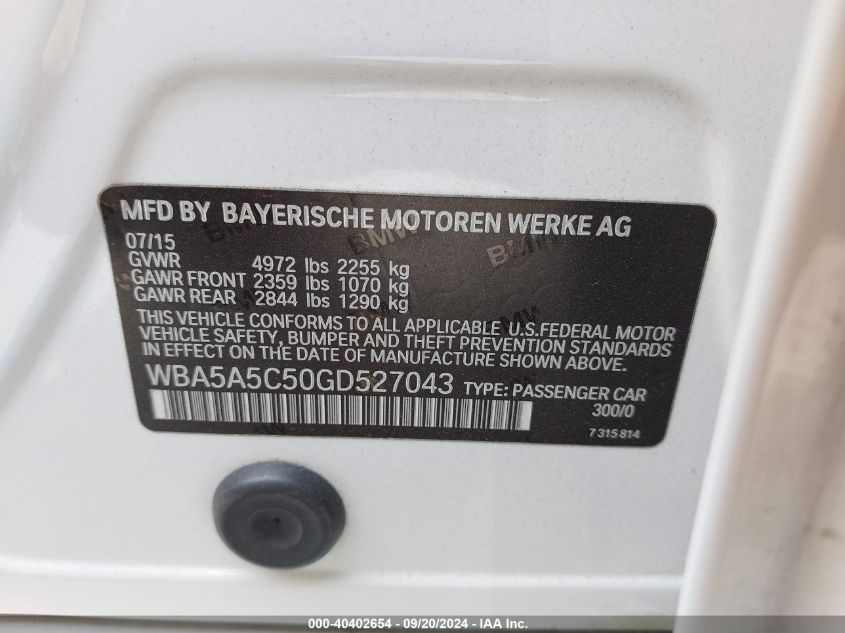 MFD BY BAYERISCHE MOTOREN WERKE AG
07/15
GVWR 4972 lbs 2255 kg
GAWR FRONT 2359 lbs 1070 kg
GAWR REAR 2844 lbs 1290 kg
THIS VEHICLE CONFORMS TO ALL APPLICABLE U.S.FEDERAL MOTOR
VEHICLE SAFETY, BUMPER AND THEFT PREVENTION STANDARDS
IN EFFECT ON THE DATE OF MANUFACTURE SHOWN ABOVE.
WBA5A5C50GD527043 TYPE: PASSENGER CAR
300/0
7 315 814
000-40402654 - 09/20/2024 - IAA Inc.